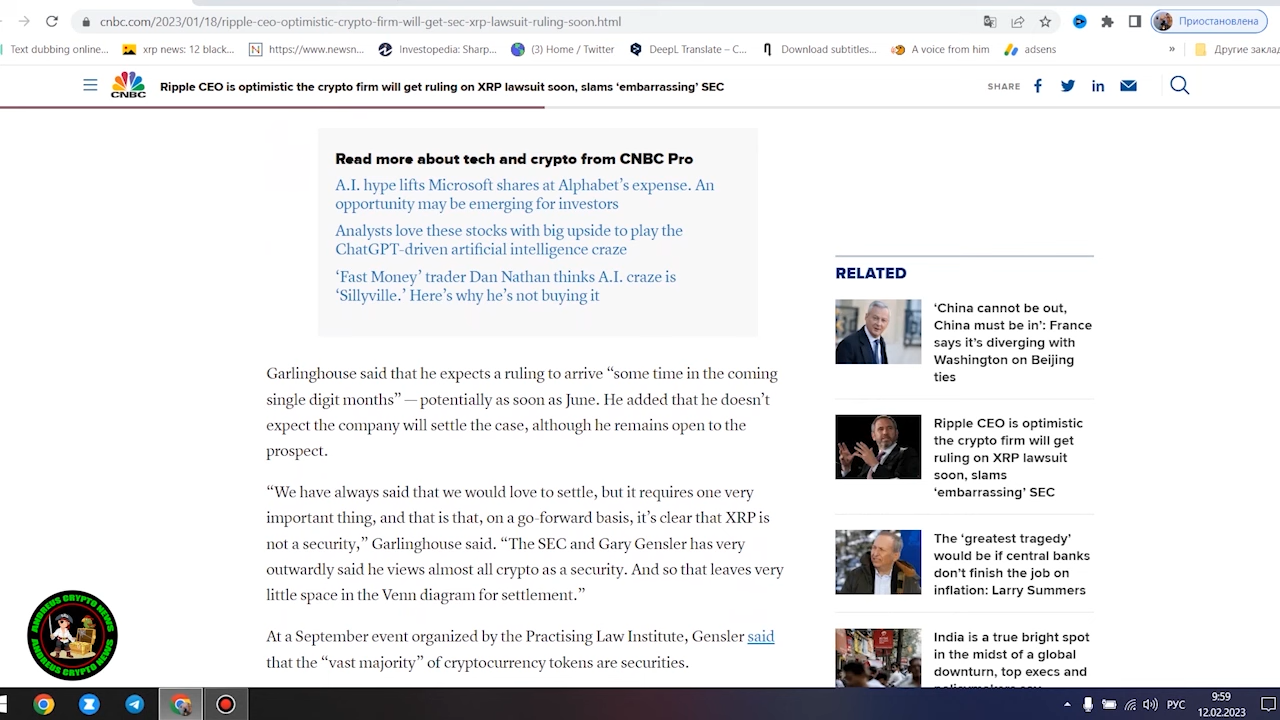 cnbc.com/2023/01/18/ripple-ceo-optimistic-crypto-firm-will-get-sec-xrp-lawsuit-ruling-soon.html
Приостановлена
Text dubbing online...
xrp news: 12 black...
https://www.newsn...
Investopedia: Sharp...
(3) Home / Twitter
DeepL Translate – C...
Download subtitles...
A voice from him
adsens
»
Другие закла
CNBC
Ripple CEO is optimistic the crypto firm will get ruling on XRP lawsuit soon, slams ‘embarrassing’ SEC
SHARE
Read more about tech and crypto from CNBC Pro
A.I. hype lifts Microsoft shares at Alphabet’s expense. An
opportunity may be emerging for investors
Analysts love these stocks with big upside to play the
ChatGPT-driven artificial intelligence craze
‘Fast Money’ trader Dan Nathan thinks A.I. craze is
‘Sillyville.’ Here’s why he’s not buying it
Garlinghouse said that he expects a ruling to arrive “some time in the coming
single digit months” — potentially as soon as June. He added that he doesn’t
expect the company will settle the case, although he remains open to the
prospect.
“We have always said that we would love to settle, but it requires one very
important thing, and that is that, on a go-forward basis, it’s clear that XRP is
not a security,” Garlinghouse said. “The SEC and Gary Gensler has very
outwardly said he views almost all crypto as a security. And so that leaves very
little space in the Venn diagram for settlement.”
At a September event organized by the Practising Law Institute, Gensler said
that the “vast majority” of cryptocurrency tokens are securities.
RELATED
‘China cannot be out,
China must be in’: France
says it’s diverging with
Washington on Beijing
ties
Ripple CEO is optimistic
the crypto firm will get
ruling on XRP lawsuit
soon, slams
‘embarrassing’ SEC
The ‘greatest tragedy’
would be if central banks
don’t finish the job on
inflation: Larry Summers
India is a true bright spot
in the midst of a global
downturn, top execs and
ANDREUS CRYPTO NEWS
ANDREUS CRYPTO NEWS
РУС
9:59
12.02.2023